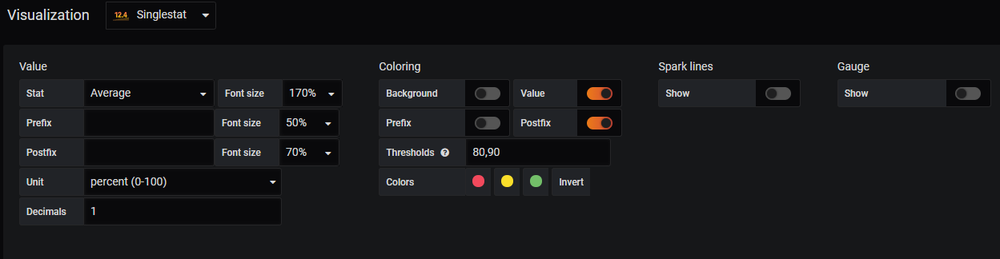 Visualization 12.4 Singlestat
Value Coloring Spark lines Gauge
Stat Average Font size 170% Background Value Show Show
Prefix Font size 50% Prefix Postfix
Postfix Font size 70% Thresholds ? 80,90
Unit percent (0-100) Colors Invert
Decimals 1